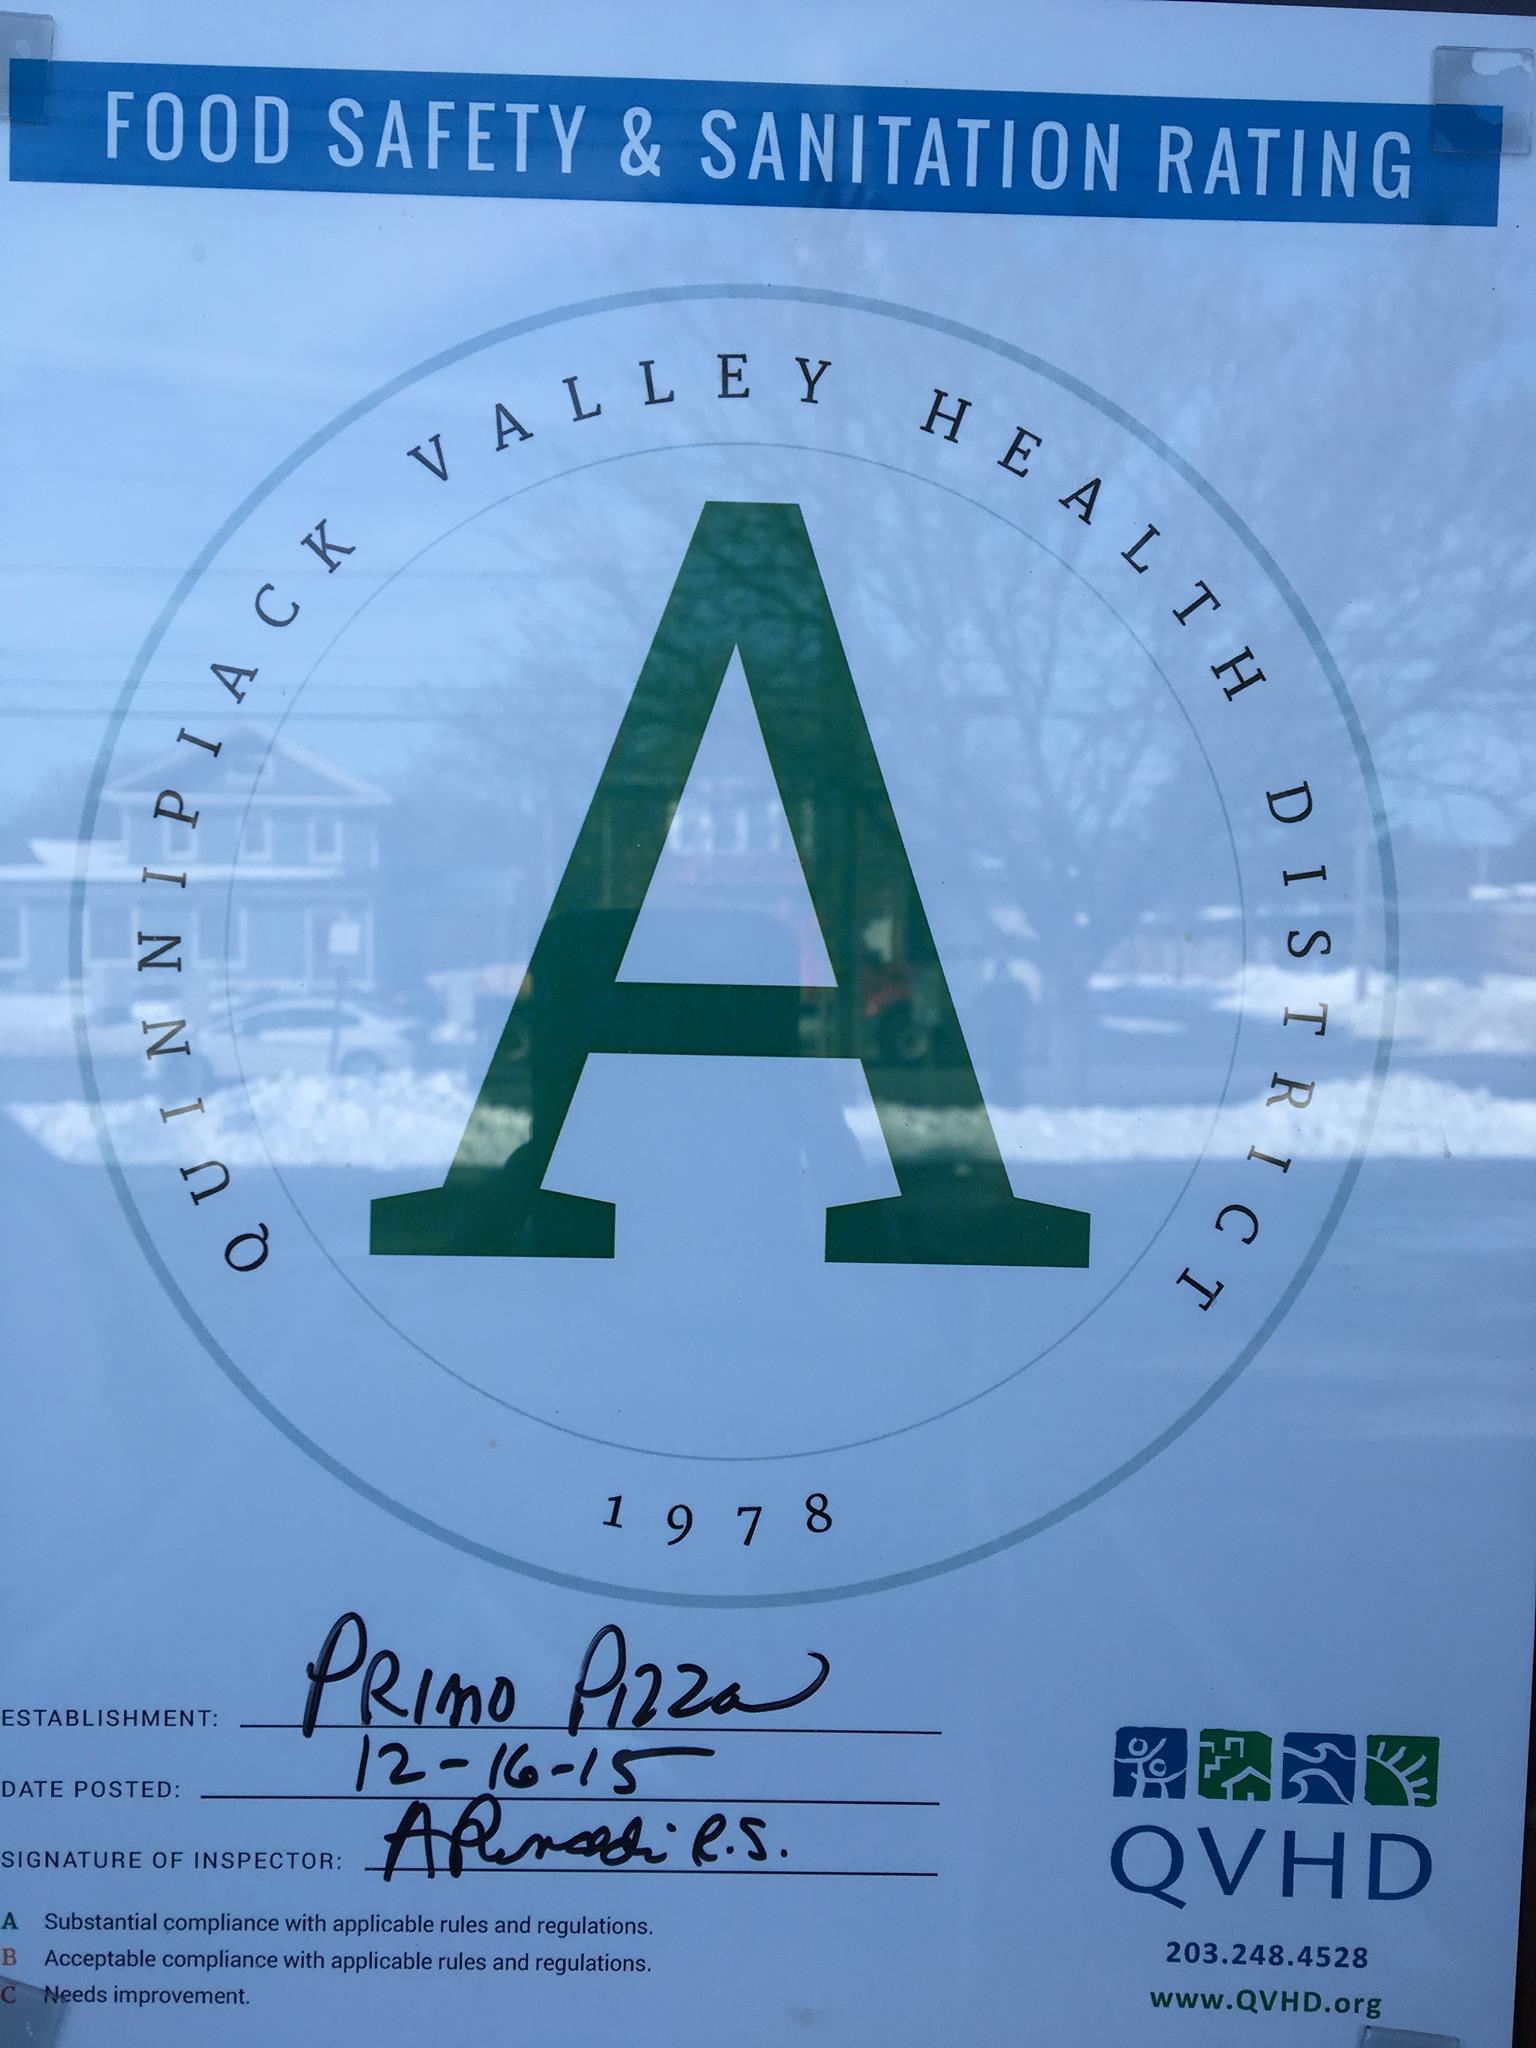 FOOD SAFETY & SANITATION RATING
QUINNIPIACK VALLEY HEALTH DISTRICT
A
1978
ESTABLISHMENT: PRIMO PIZZA
DATE POSTED: 12-16-15
SIGNATURE OF INSPECTOR: R.S.
A Substantial compliance with applicable rules and regulations.
B Acceptable compliance with applicable rules and regulations.
C Needs improvement.
QVHD
203.248.4528
www.QVHD.org